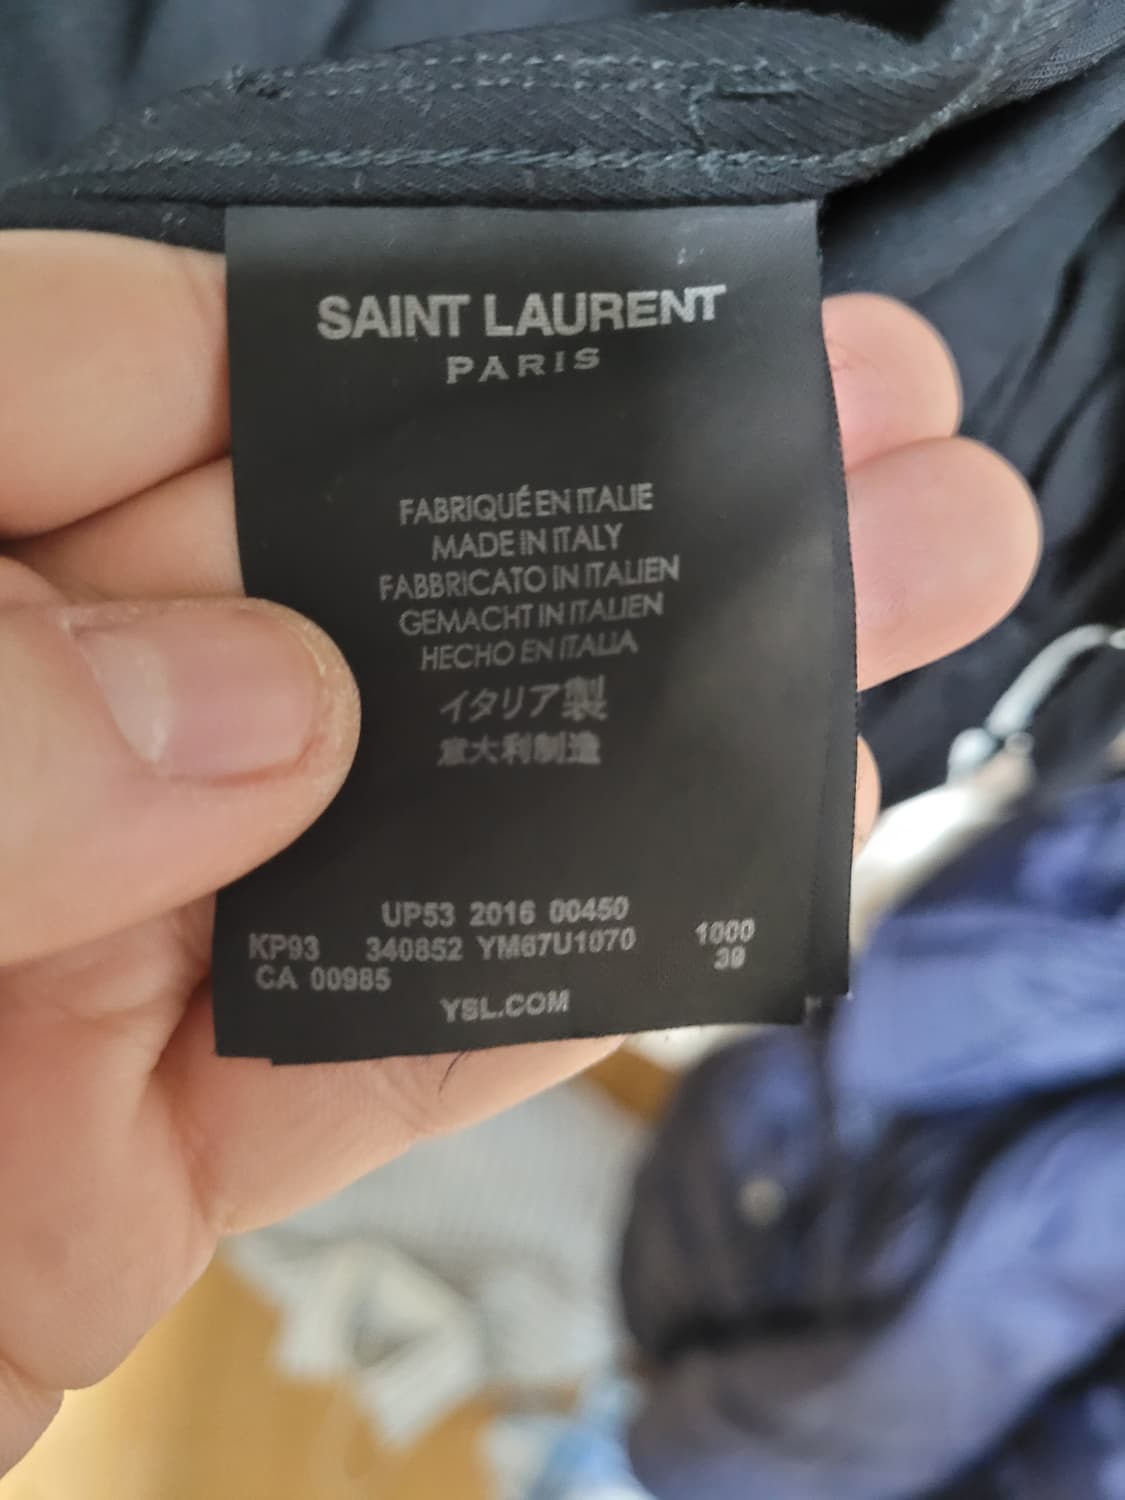 SAINT LAURENT
PARIS
FABRIQUÉ EN ITALIE
MADE IN ITALY
FABBRICATO IN ITALIEN
GEMACHT IN ITALIEN
HECHO EN ITALIA
イタリア製
意大利制造
UP53 2016 00450
KP93 340852 YM67U1070 1000
CA 00985 39
YSL.COM